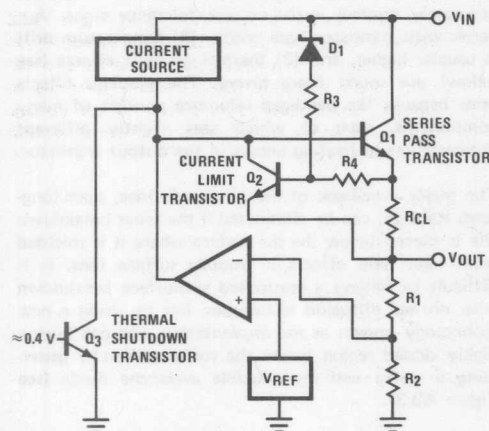 VIN
D1
CURRENT
SOURCE
R3
Q1
SERIES
PASS
TRANSISTOR
CURRENT
LIMIT
TRANSISTOR
Q2
R4
RCL
VOUT
−
+
R1
≈0.4 V
Q3
THERMAL
SHUTDOWN
TRANSISTOR
VREF
R2